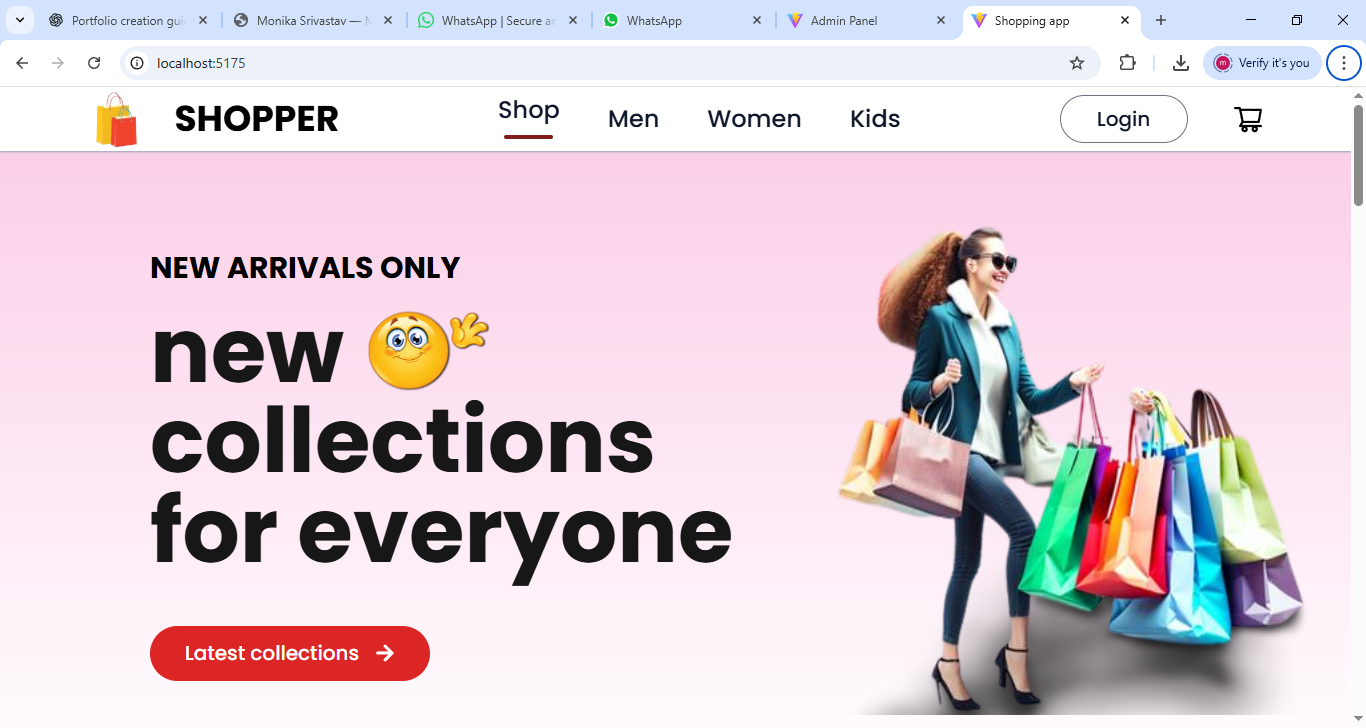 Portfolio creation gui
Monika Srivastav —
WhatsApp | Secure an
WhatsApp
Admin Panel
Shopping app
localhost:5175
m
Verify it's you
SHOPPER
Shop
Men
Women
Kids
Login
NEW ARRIVALS ONLY
new
collections
for everyone
Latest collections